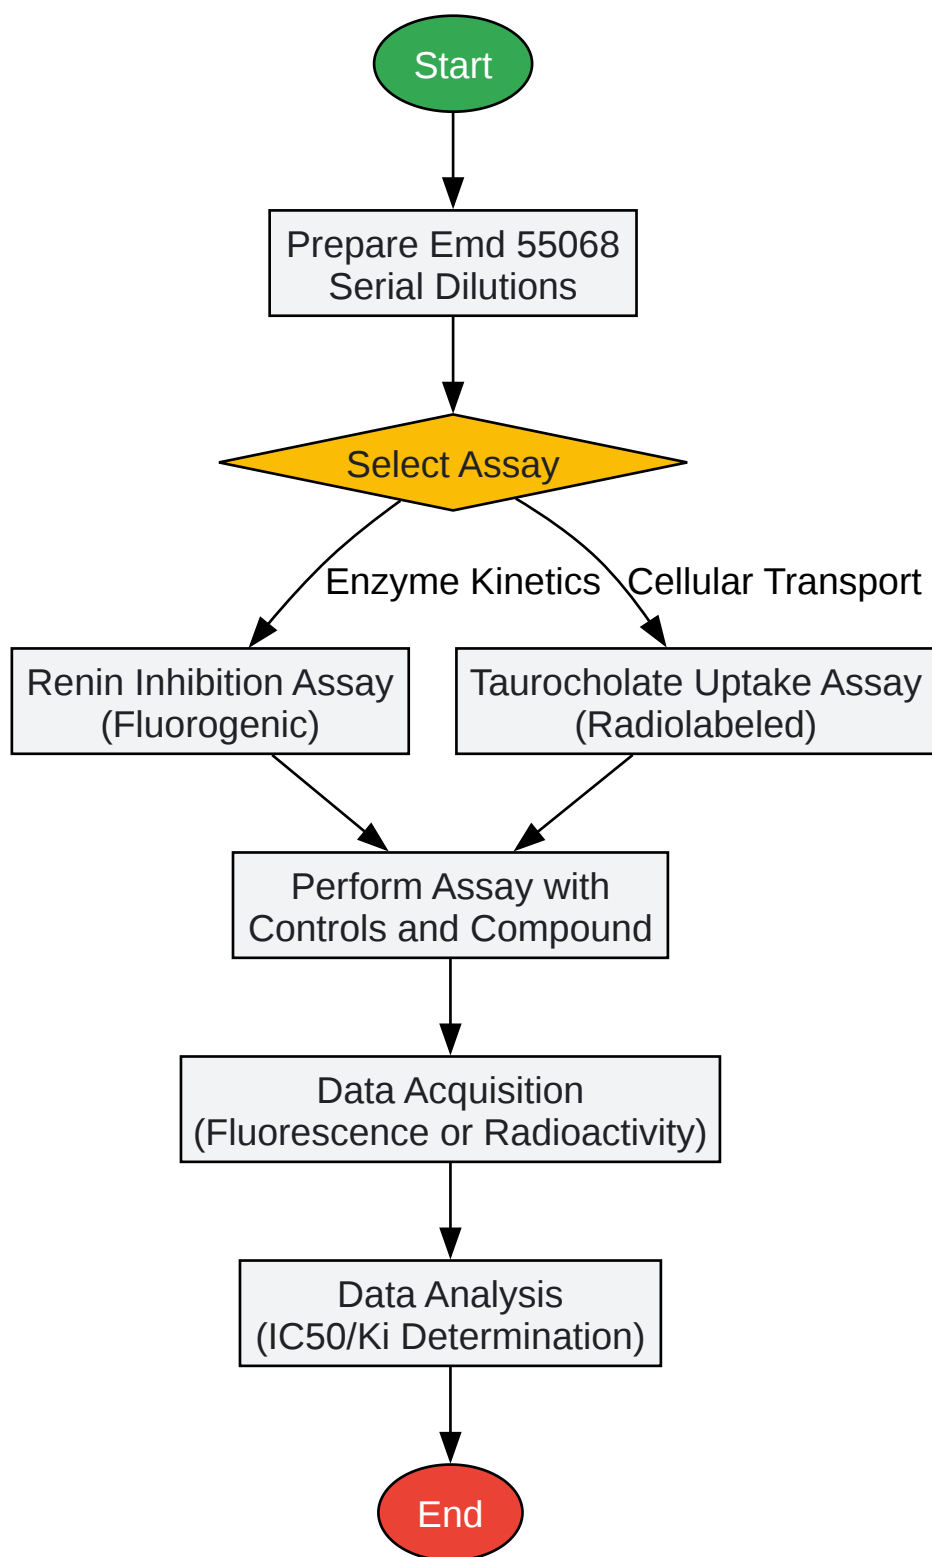 Start
Prepare Emd 55068
Serial Dilutions
Select Assay
Enzyme Kinetics
Cellular Transport
Renin Inhibition Assay
(Fluorogenic)
Taurocholate Uptake Assay
(Radiolabeled)
Perform Assay with
Controls and Compound
Data Acquisition
(Fluorescence or Radioactivity)
Data Analysis
(IC50/Ki Determination)
End